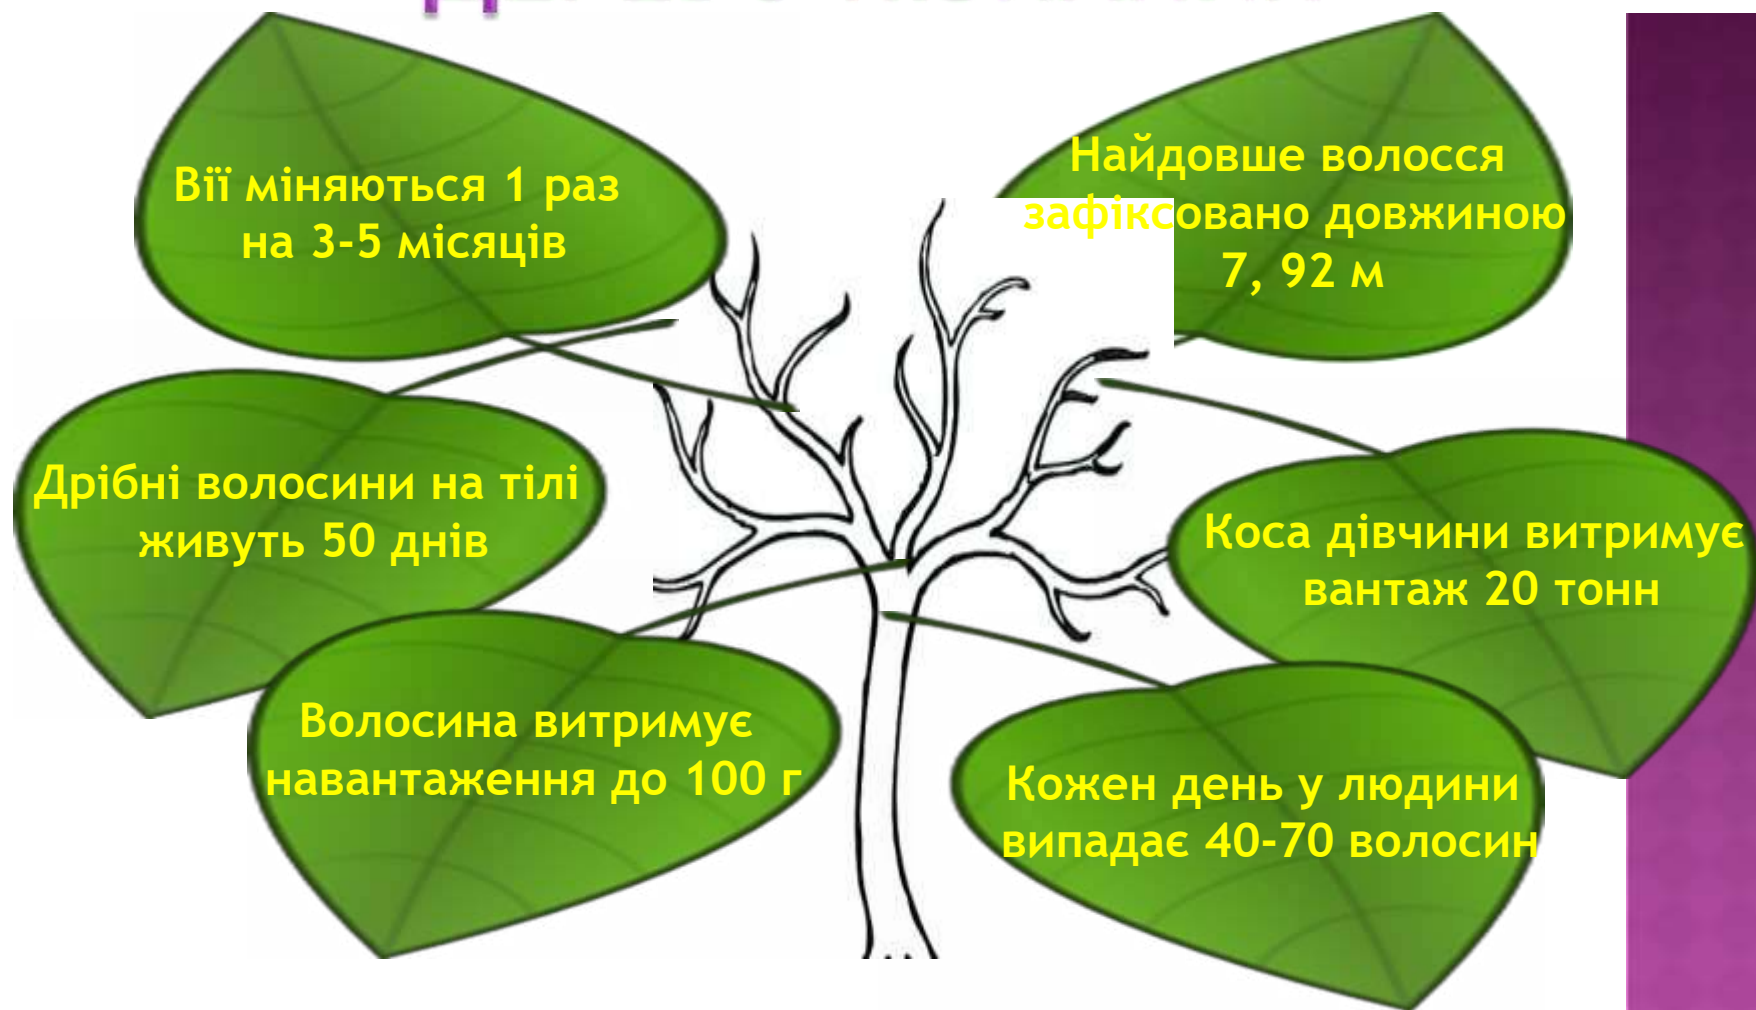 Вії міняються 1 раз
на 3-5 місяців
Найдовше волосся
зафіксовано довжиною
7, 92 м
Дрібні волосини на тілі
живуть 50 днів
Коса дівчини витримує
вантаж 20 тонн
Волосина витримує
навантаження до 100 г
Кожен день у людини
випадає 40-70 волосин